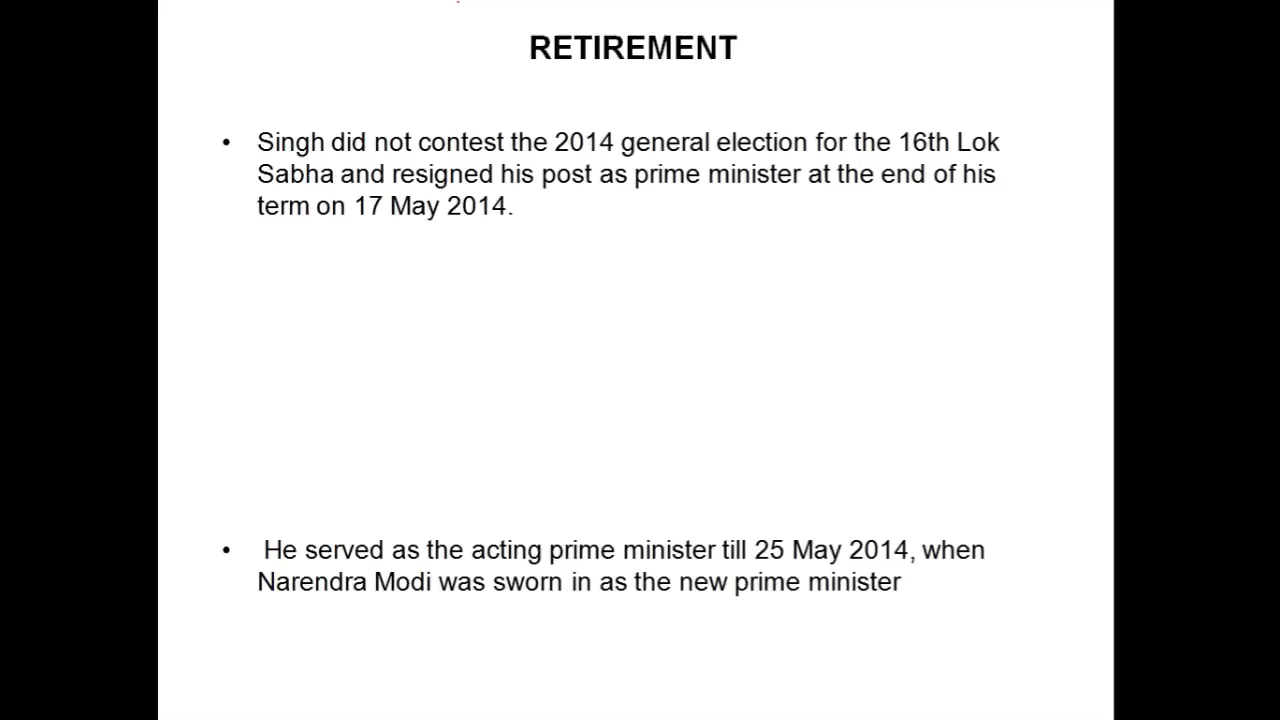 RETIREMENT
• Singh did not contest the 2014 general election for the 16th Lok
Sabha and resigned his post as prime minister at the end of his
term on 17 May 2014.
• He served as the acting prime minister till 25 May 2014, when
Narendra Modi was sworn in as the new prime minister